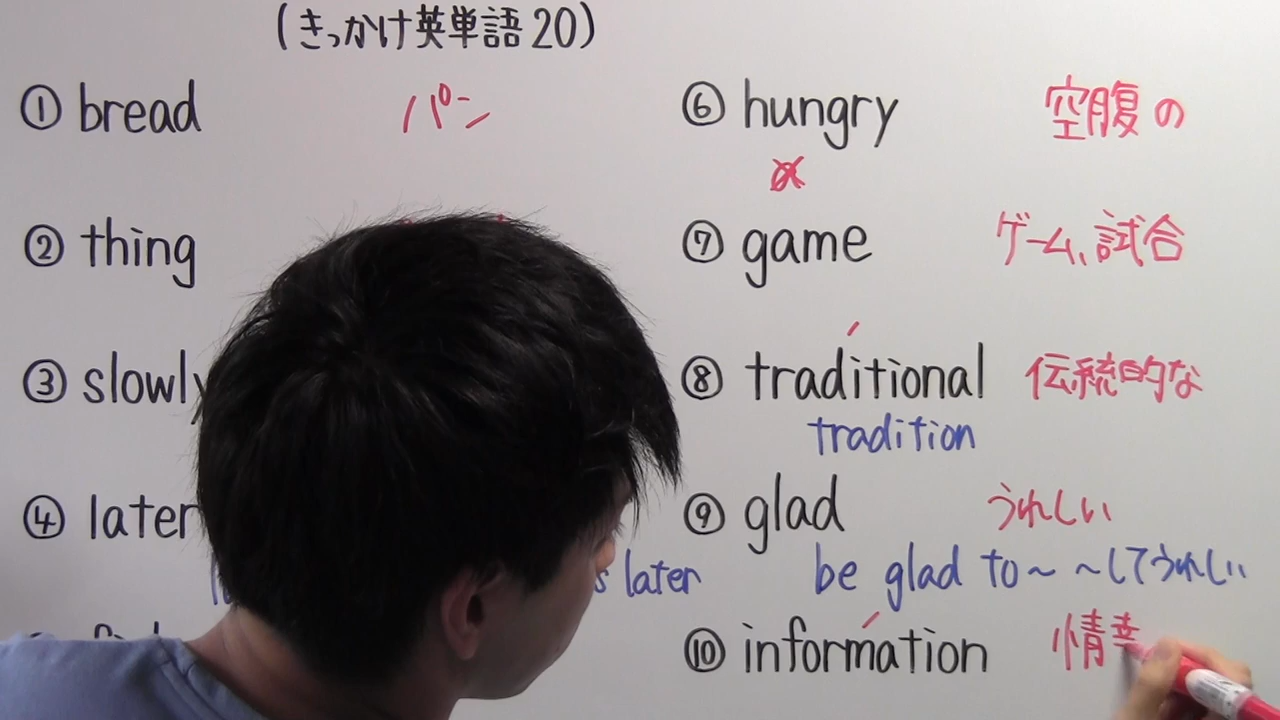 (きっかけ英単語20)
① bread パン
② thing
③ slowly
④ later
s later
⑥ hungry 空腹の
⑦ game ゲーム、試合
⑧ traditional 伝統的な
tradition
⑨ glad うれしい
be glad to~ ~してうれしい
⑩ information 情